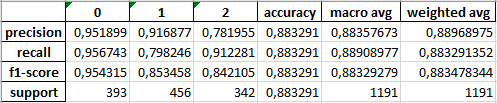 0 1 2 accuracy macro avg weighted avg
precision 0,951899 0,916877 0,781955 0,883291 0,88357673 0,88968975
recall 0,956743 0,798246 0,912281 0,883291 0,88908977 0,883291352
f1-score 0,954315 0,853458 0,842105 0,883291 0,88329279 0,883478344
support 393 456 342 0,883291 1191 1191